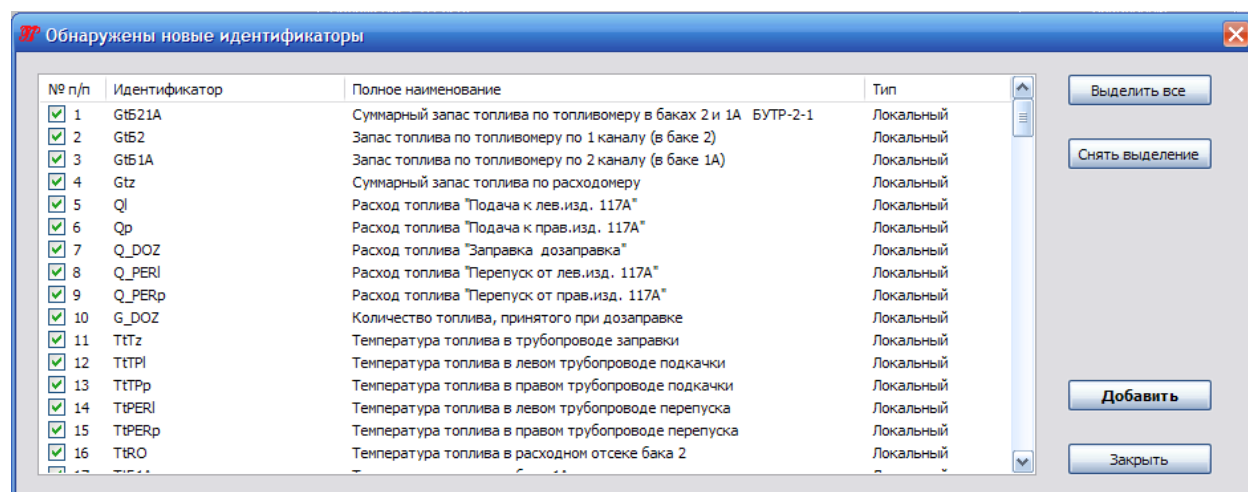 Обнаружены новые идентификаторы
№ п/п Идентификатор Полное наименование Тип
1 GtБ21А Суммарный запас топлива по топливомеру в баках 2 и 1А БУТР-2-1 Локальный
2 GtБ2 Запас топлива по топливомеру по 1 каналу (в баке 2) Локальный
3 GtБ1А Запас топлива по топливомеру по 2 каналу (в баке 1А) Локальный
4 Gtz Суммарный запас топлива по расходомеру Локальный
5 Ql Расход топлива "Подача к лев.изд. 117А" Локальный
6 Qp Расход топлива "Подача к прав.изд. 117А" Локальный
7 Q_DOZ Расход топлива "Заправка дозаправка" Локальный
8 Q_PERl Расход топлива "Перепуск от лев.изд. 117А" Локальный
9 Q_PERp Расход топлива "Перепуск от прав.изд. 117А" Локальный
10 G_DOZ Количество топлива, принятого при дозаправке Локальный
11 TtTz Температура топлива в трубопроводе заправки Локальный
12 TtTPl Температура топлива в левом трубопроводе подкачки Локальный
13 TtTPp Температура топлива в правом трубопроводе подкачки Локальный
14 TtPERl Температура топлива в левом трубопроводе перепуска Локальный
15 TtPERp Температура топлива в правом трубопроводе перепуска Локальный
16 TtRO Температура топлива в расходном отсеке бака 2 Локальный
Выделить все
Снять выделение
Добавить
Закрыть